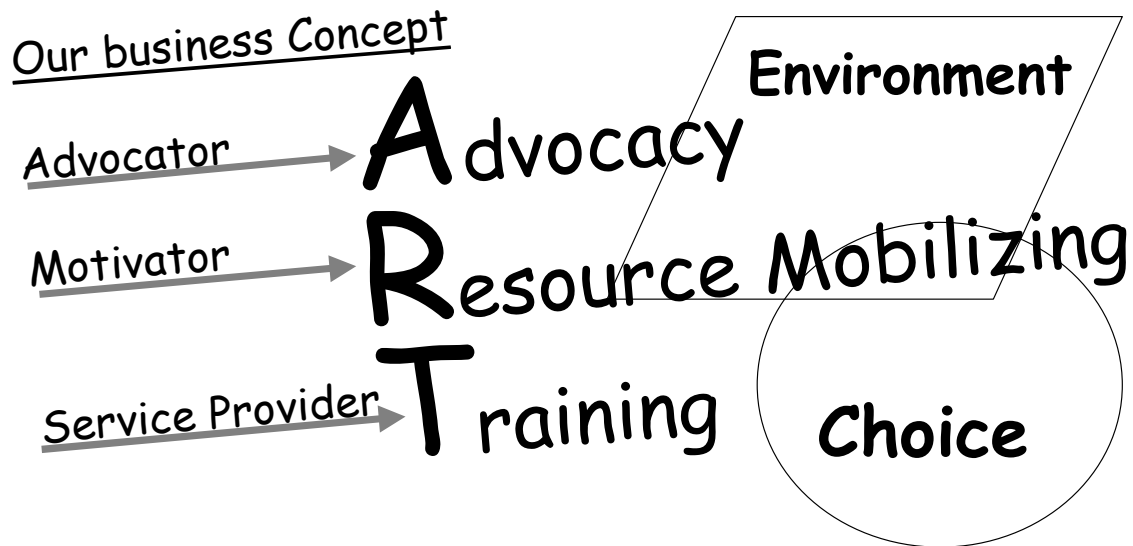 Our business Concept
Environment
Advocator
Advocacy
Motivator
Resource Mobilizing
Service Provider
Training
Choice